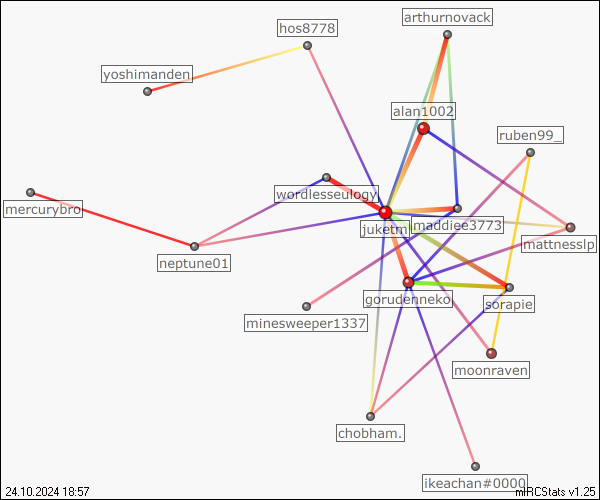 hos8778
arthurnovack
yoshimanden
alan1002
ruben99_
wordlesseulogy
mercurybro
juketm
maddiee3773
mattnesslp
neptune01
gorudenneko
sorapie
minesweeper1337
moonraven
chobham.
ikeachan#0000
24.10.2024 18:57
mIRCStats v1.25